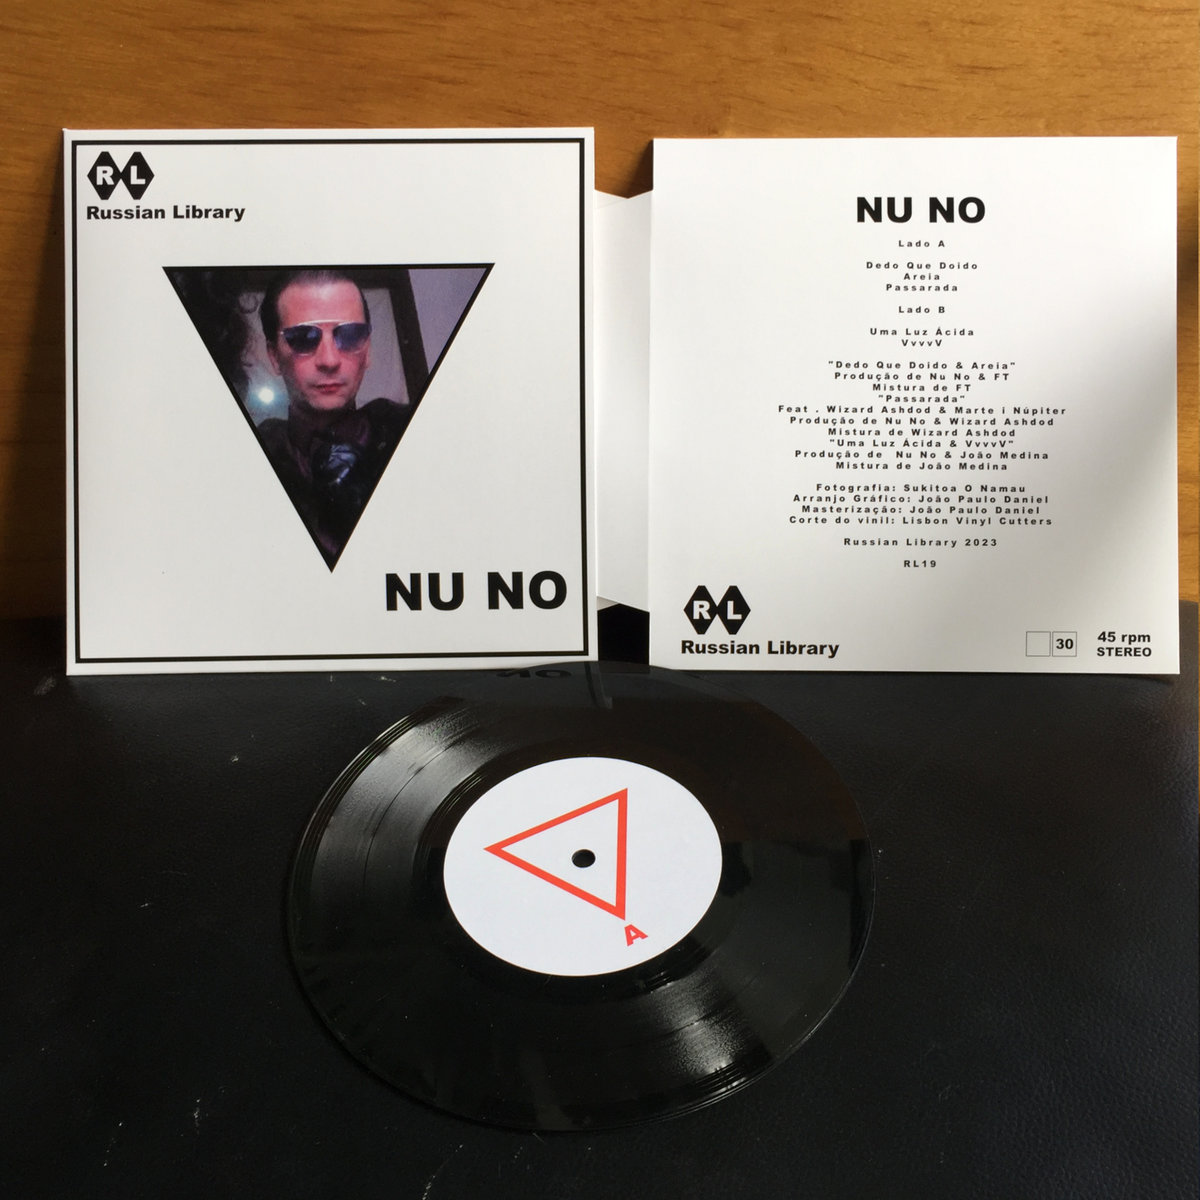 RL
Russian Library
NU NO
NU NO
Lado A
Dedo Que Doido
Areia
Passarada
Lado B
Uma Luz Ácida
VvvvV
"Dedo Que Doido & Areia"
Produção de Nu No & FT
Mistura de FT
"Passarada"
Feat . Wizard Ashdod & Marte i Núpiter
Produção de Nu No & Wizard Ashdod
Mistura de Wizard Ashdod
"Uma Luz Ácida & VvvvV"
Produção de Nu No & João Medina
Mistura de João Medina
Fotografia: Sukitoa O Namau
Arranjo Gráfico: João Paulo Daniel
Masterização: João Paulo Daniel
Corte do vinil: Lisbon Vinyl Cutters
Russian Library 2023
RL19
RL
Russian Library
30
45 rpm
STEREO
A